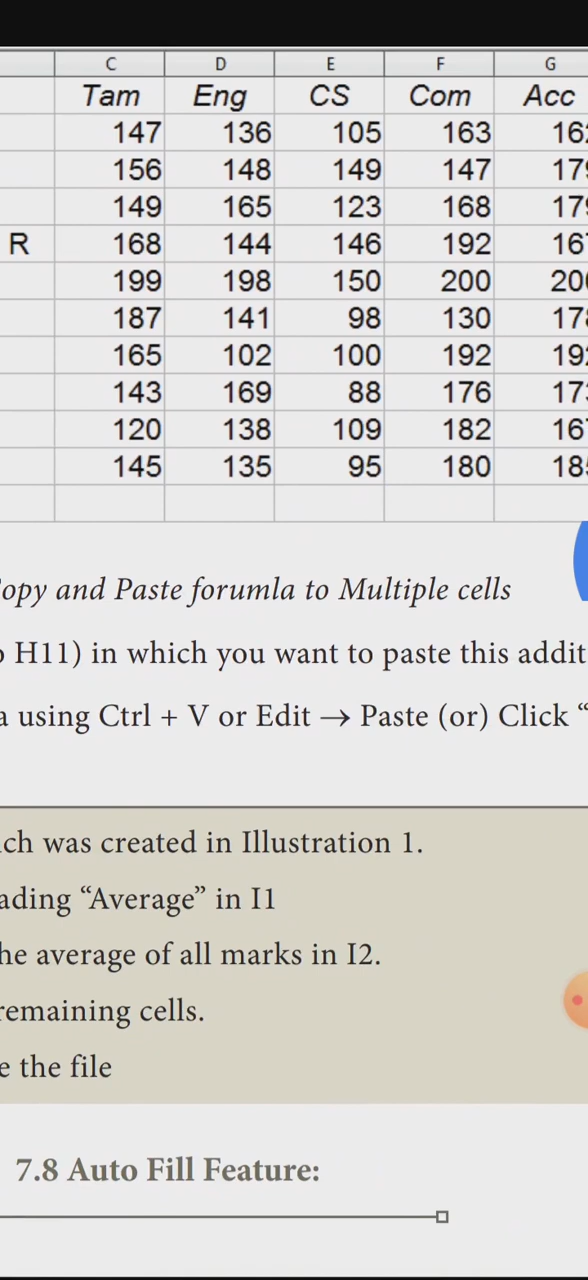 C D E F G
Tam Eng CS Com Acc
147 136 105 163
156 148 149 147
149 165 123 168
R 168 144 146 192
199 198 150 200
187 141 98 130
165 102 100 192
143 169 88 176
120 138 109 182
145 135 95 180
opy and Paste forumla to Multiple cells
o H11) in which you want to paste this addit
a using Ctrl + V or Edit → Paste (or) Click “
ich was created in Illustration 1.
ading “Average” in I1
he average of all marks in I2.
remaining cells.
e the file
7.8 Auto Fill Feature: